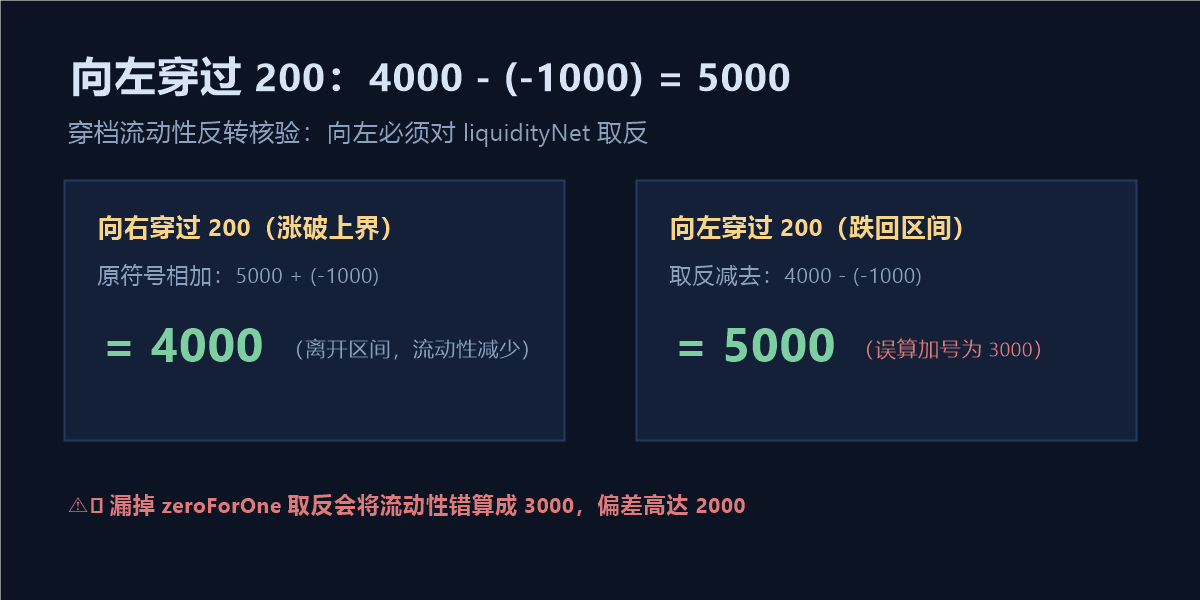 向左穿过 200：4000 - (-1000) = 5000
穿档流动性反转核验：向左必须对 liquidityNet 取反
向右穿过 200（涨破上界）
原符号相加：5000 + (-1000)
= 4000 （离开区间，流动性减少）
向左穿过 200（跌回区间）
取反减去：4000 - (-1000)
= 5000 （误算加号为 3000）
⚠ 漏掉 zeroForOne 取反会将流动性错算成 3000，偏差高达 2000